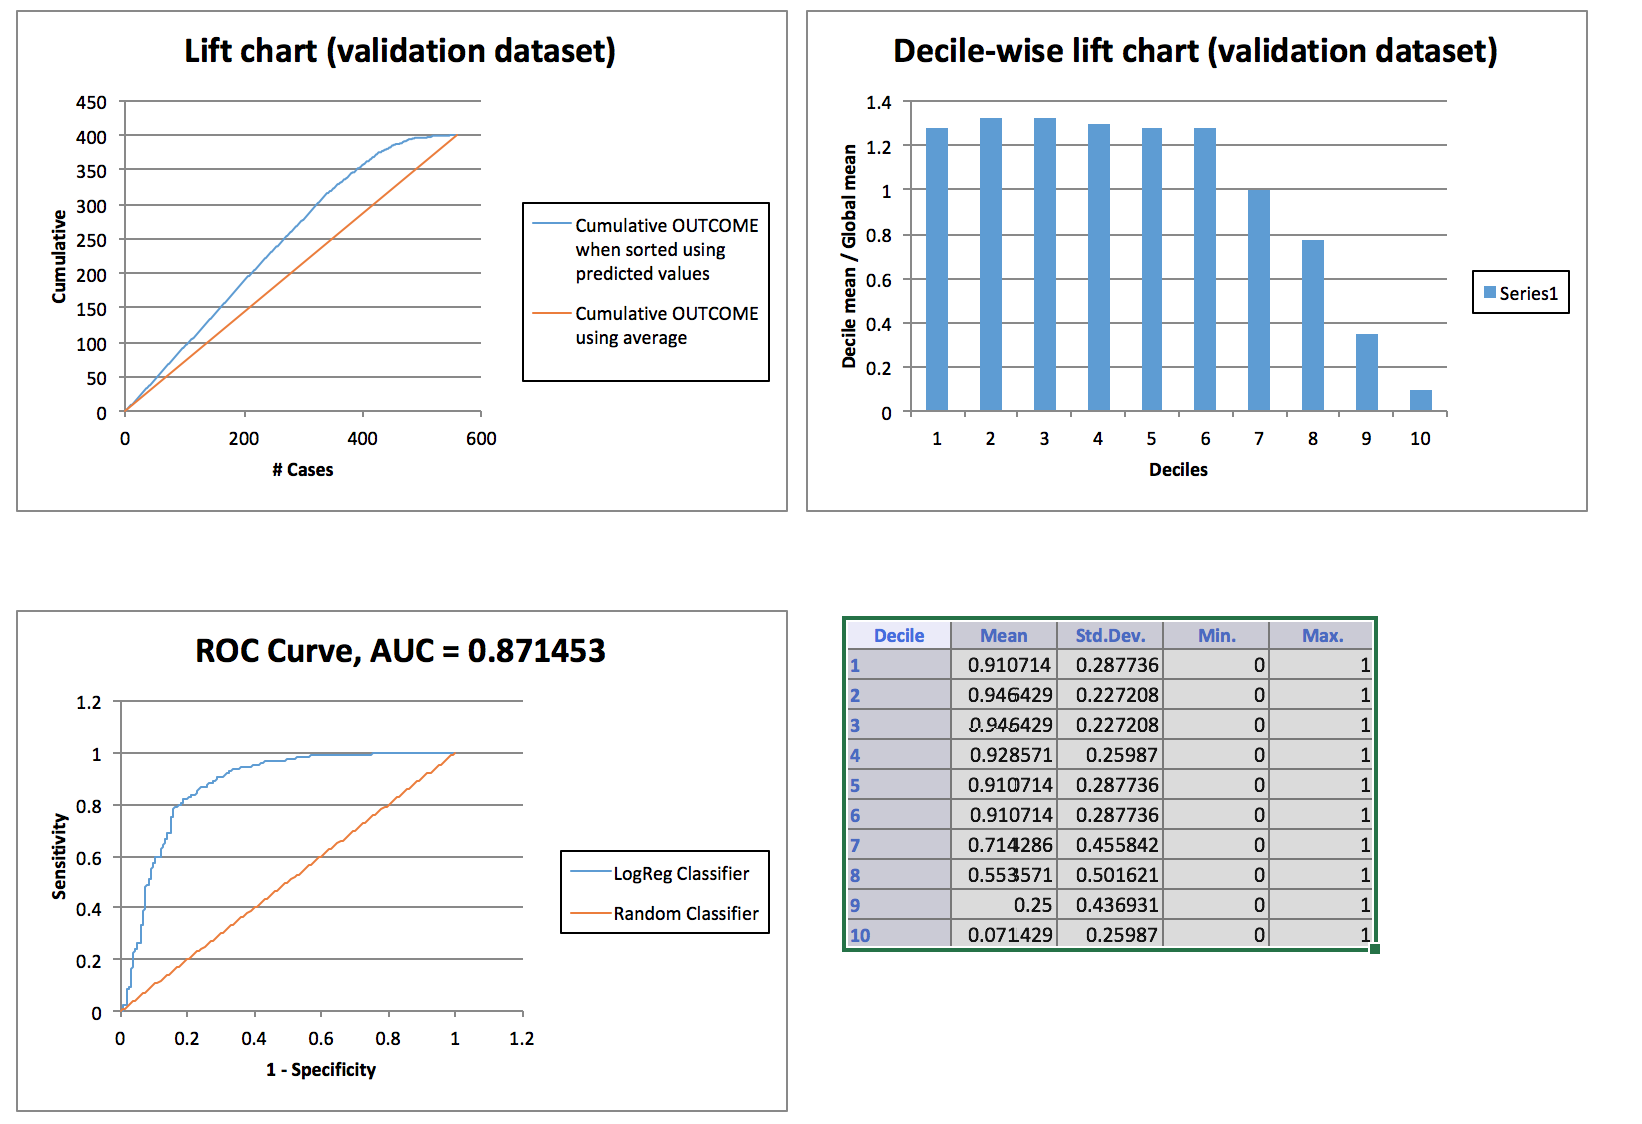 Lift chart (validation dataset)
450
400
350
300
250
200
150
100
50
0
Cumulative
0 200 400 600
# Cases
Cumulative OUTCOME
when sorted using
predicted values
Cumulative OUTCOME
using average
Decile-wise lift chart (validation dataset)
1.4
1.2
1
0.8
0.6
0.4
0.2
0
Decile mean / Global mean
1 2 3 4 5 6 7 8 9 10
Deciles
Series1
ROC Curve, AUC = 0.871453
1.2
1
0.8
0.6
0.4
0.2
0
Sensitivity
0 0.2 0.4 0.6 0.8 1 1.2
1 - Specificity
LogReg Classifier
Random Classifier
Decile Mean Std.Dev. Min. Max.
1 0.910714 0.287736 0 1
2 0.946429 0.227208 0 1
3 0.946429 0.227208 0 1
4 0.928571 0.25987 0 1
5 0.910714 0.287736 0 1
6 0.910714 0.287736 0 1
7 0.714286 0.455842 0 1
8 0.553571 0.501621 0 1
9 0.25 0.436931 0 1
10 0.071429 0.25987 0 1